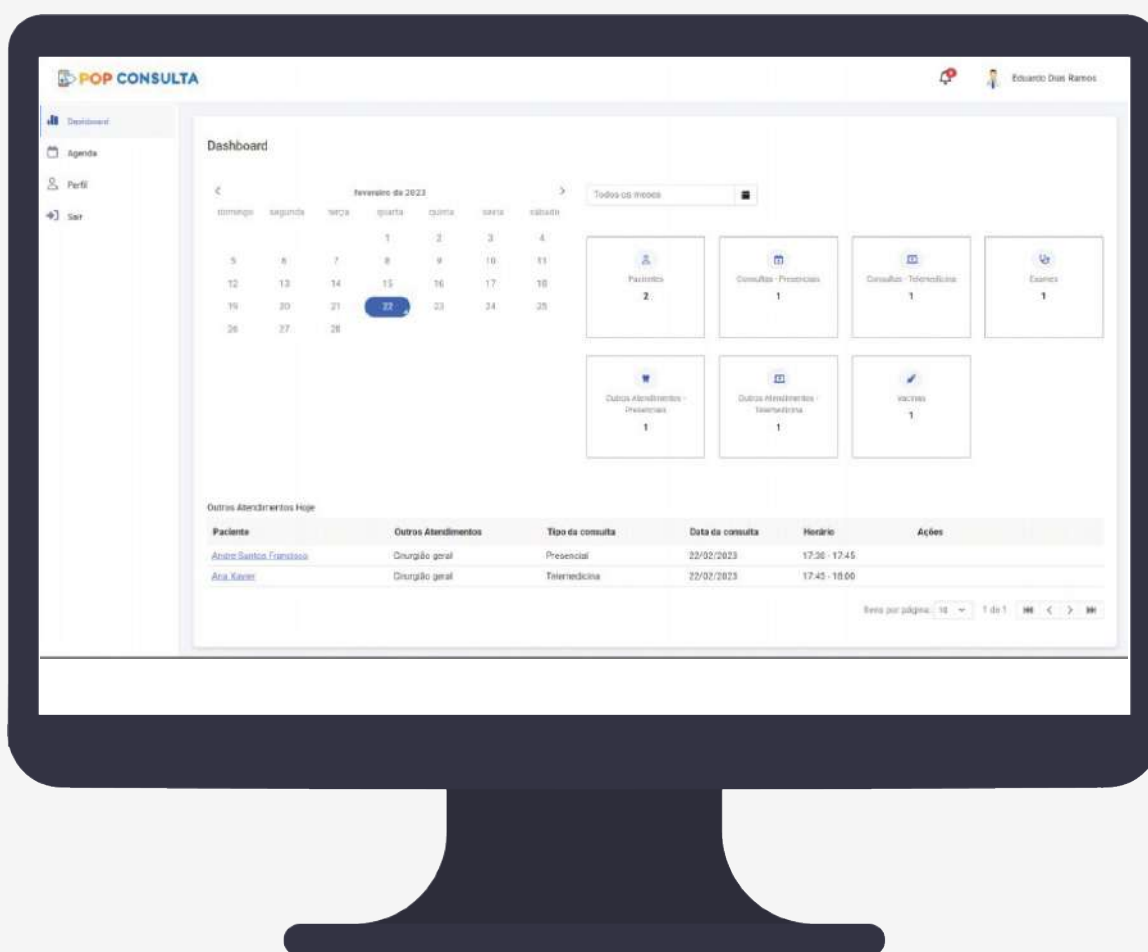 POP CONSULTA
Eduardo Dias Ramos
Dashboard
Agenda
Perfil
Sair
Dashboard
fevereiro de 2023
Todos os meses
domingo segunda terça quarta quinta sexta sábado
1 2 3 4
5 6 7 8 9 10 11
12 13 14 15 16 17 18
19 20 21 22 23 24 25
26 27 28
Pacientes
2
Consultas - Presenciais
1
Consultas - Telemedicina
1
Exames
1
Outros Atendimentos -
Presenciais
1
Outros Atendimentos -
Telemedicina
1
Vacinas
1
Outros Atendimentos Hoje
Paciente Outros Atendimentos Tipo da consulta Data da consulta Horário Ações
Andre Santos Francisco Cirurgião geral Presencial 22/02/2023 17:30 - 17:45
Ana Xavier Cirurgião geral Telemedicina 22/02/2023 17:45 - 18:00
Itens por página: 10 1 de 1